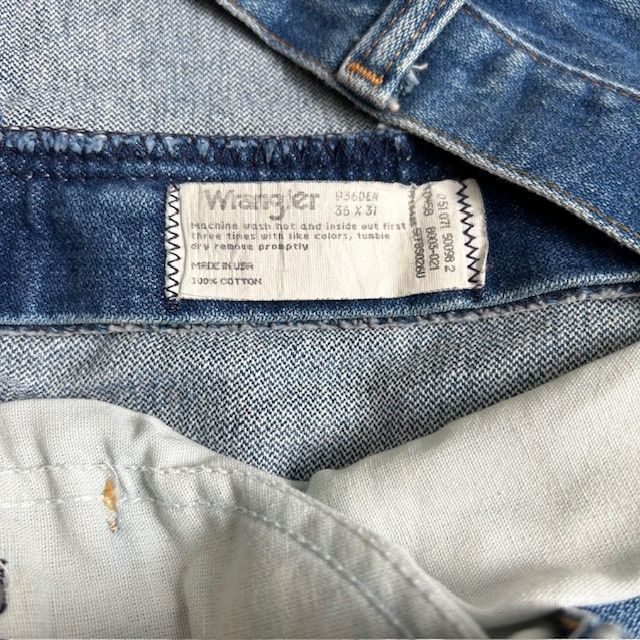 Wrangler
936DEN
36 X 31
Machine wash hot and inside out first
three times with like colors, tumble
dry remove promptly
MADE IN USA
100% COTTON